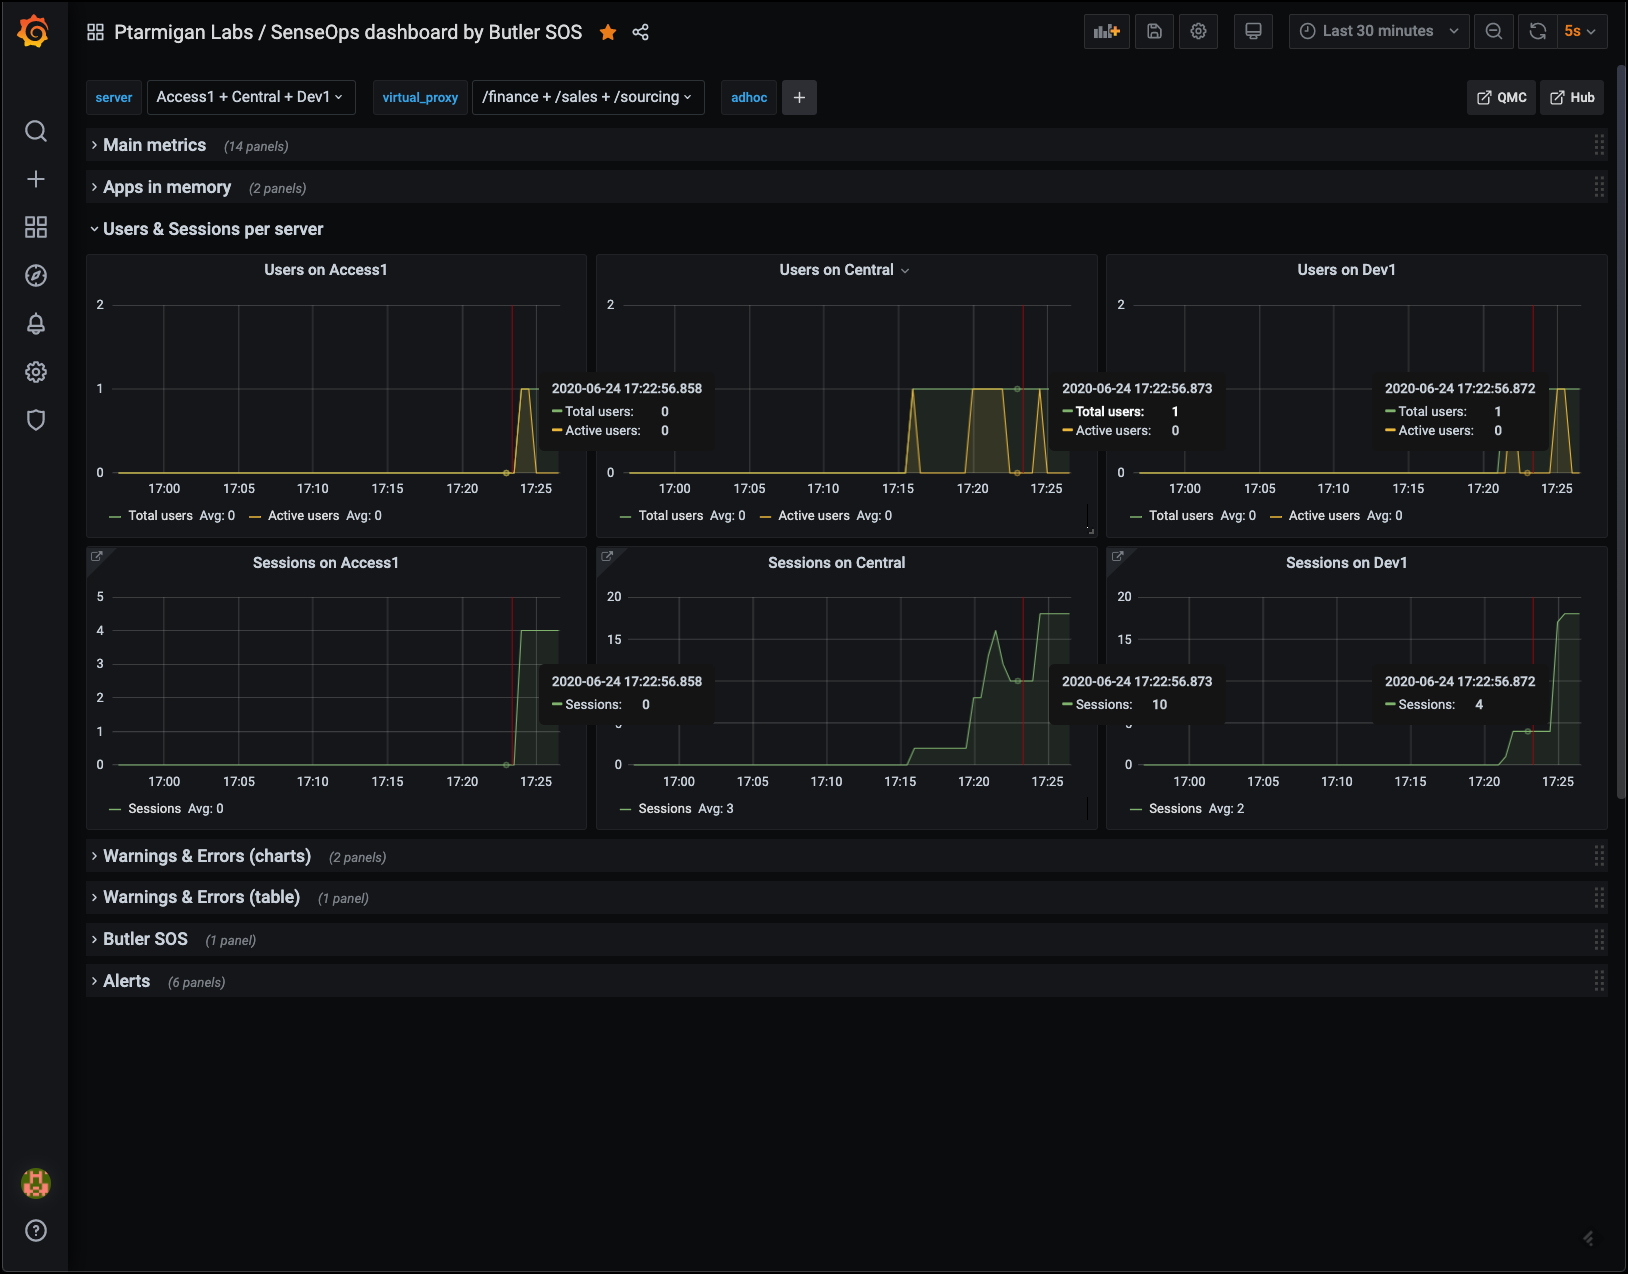 Ptarmigan Labs / SenseOps dashboard by Butler SOS
Last 30 minutes
5s
server
Access1 + Central + Dev1
virtual_proxy
/finance + /sales + /sourcing
adhoc
+
QMC
Hub
Main metrics (14 panels)
Apps in memory (2 panels)
Users & Sessions per server
Users on Access1
2
1
0
17:00 17:05 17:10 17:15 17:20 17:25
2020-06-24 17:22:56.858
Total users: 0
Active users: 0
Total users Avg: 0 Active users Avg: 0
Users on Central
2
1
0
17:00 17:05 17:10 17:15 17:20 17:25
2020-06-24 17:22:56.873
Total users: 1
Active users: 0
Total users Avg: 0 Active users Avg: 0
Users on Dev1
2
0
17:00 17:05 17:10 17:15 17:20 17:25
2020-06-24 17:22:56.872
Total users: 1
Active users: 0
Total users Avg: 0 Active users Avg: 0
Sessions on Access1
5
4
3
2
1
0
17:00 17:05 17:10 17:15 17:20 17:25
2020-06-24 17:22:56.858
Sessions: 0
Sessions Avg: 0
Sessions on Central
20
15
0
17:00 17:05 17:10 17:15 17:20 17:25
2020-06-24 17:22:56.873
Sessions: 10
Sessions Avg: 3
Sessions on Dev1
20
15
0
17:00 17:05 17:10 17:15 17:20 17:25
2020-06-24 17:22:56.872
Sessions: 4
Sessions Avg: 2
Warnings & Errors (charts) (2 panels)
Warnings & Errors (table) (1 panel)
Butler SOS (1 panel)
Alerts (6 panels)